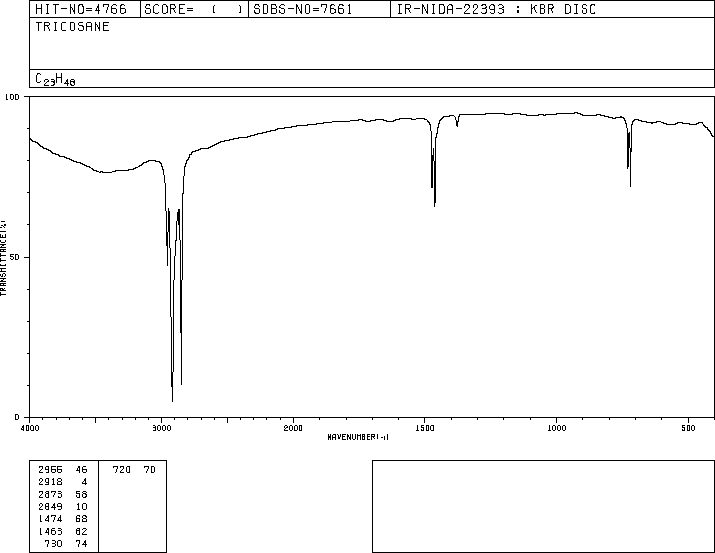 HIT-NO=4766 SCORE= ( ) SDBS-NO=7661 IR-NIDA-22393 : KBR DISC
TRICOSANE
C23H48
100
50
0
TRANSMITTANCE(%)
4000 3000 2000 1500 1000 500
WAVENUMBER(-1)
2966 46 720 70
2918 4
2873 58
2849 10
1474 68
1463 62
730 74